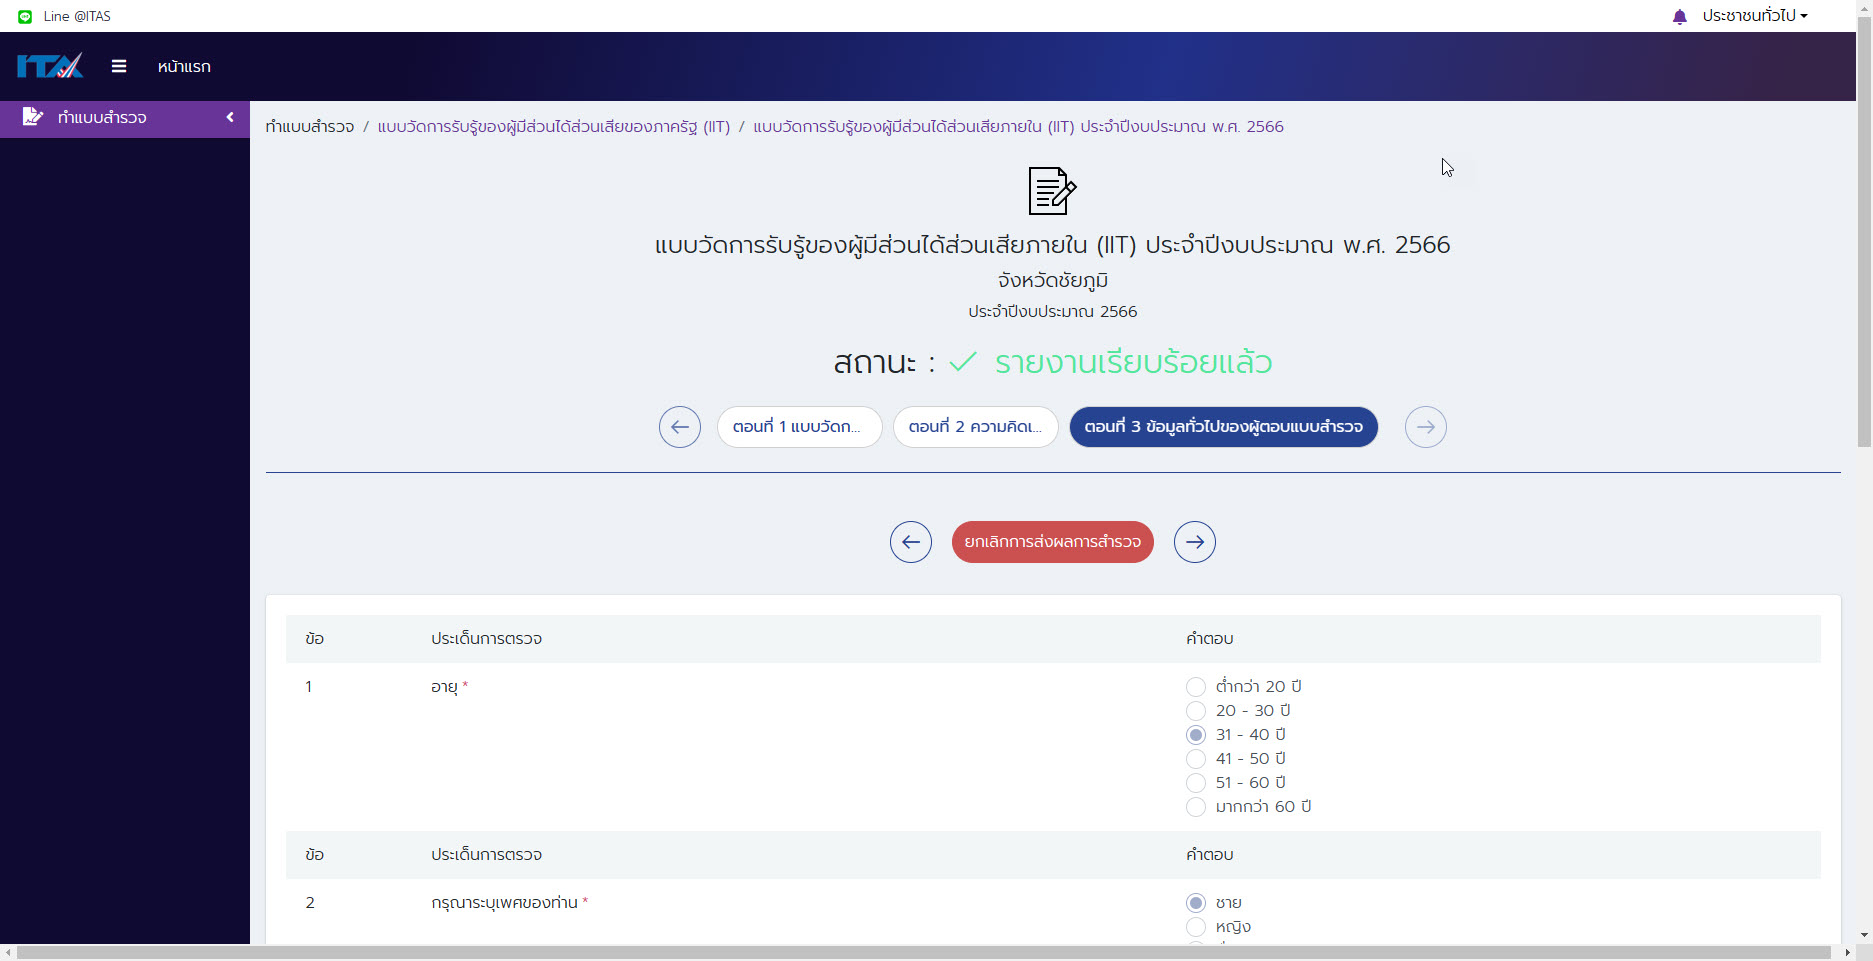 Line @ITAS
ประชาชนทั่วไป
ITA
หน้าแรก
ทำแบบสำรวจ
ทำแบบสำรวจ / แบบวัดการรับรู้ของผู้มีส่วนได้ส่วนเสียของภาครัฐ (IIT) / แบบวัดการรับรู้ของผู้มีส่วนได้ส่วนเสียภายใน (IIT) ประจำปีงบประมาณ พ.ศ. 2566
แบบวัดการรับรู้ของผู้มีส่วนได้ส่วนเสียภายใน (IIT) ประจำปีงบประมาณ พ.ศ. 2566
จังหวัดชัยภูมิ
ประจำปีงบประมาณ 2566
สถานะ : รายงานเรียบร้อยแล้ว
ตอนที่ 1 แบบวัดก... ตอนที่ 2 ความคิดเ... ตอนที่ 3 ข้อมูลทั่วไปของผู้ตอบแบบสำรวจ
ยกเลิกการส่งผลการสำรวจ
ข้อ ประเด็นการตรวจ คำตอบ
1 อายุ * ต่ำกว่า 20 ปี
20 - 30 ปี
31 - 40 ปี
41 - 50 ปี
51 - 60 ปี
มากกว่า 60 ปี
ข้อ ประเด็นการตรวจ คำตอบ
2 กรุณาระบุเพศของท่าน * ชาย
หญิง